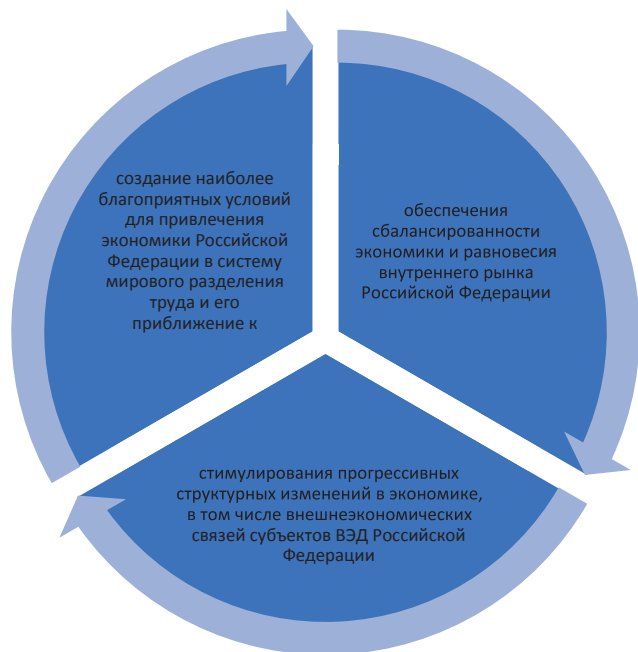 создание наиболее
благоприятных условий
для привлечения
экономики Российской
Федерации в систему
мирового разделения
труда и его
приближение к
обеспечения
сбалансированности
экономики и равновесия
внутреннего рынка
Российской Федерации
стимулирования прогрессивных
структурных изменений в экономике,
в том числе внешнеэкономических
связей субъектов ВЭД Российской
Федерации